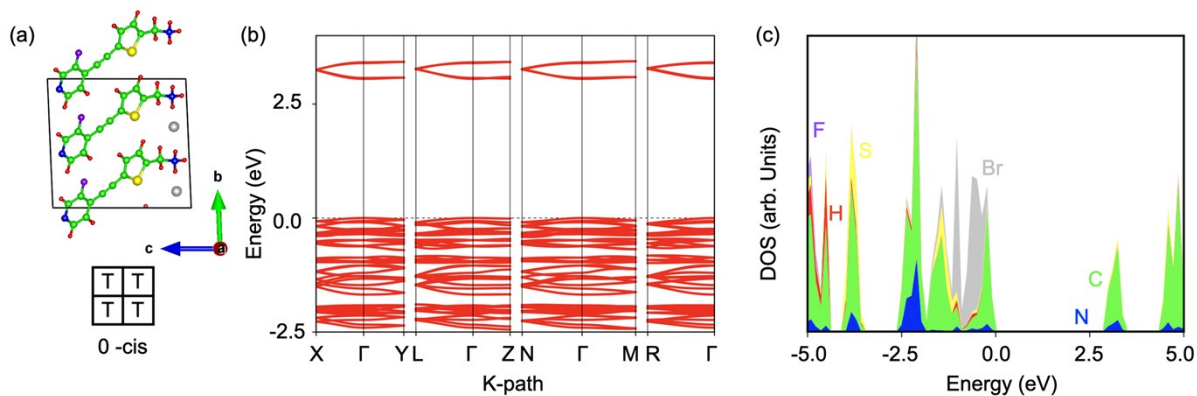 (a)
b
c
a
T T
T T
0 -cis
(b)
Energy (eV)
2.5
0.0
-2.5
X Γ Y L Γ Z N Γ M R Γ
K-path
(c)
DOS (arb. Units)
F
S
H
Br
C
N
-5.0 -2.5 0.0 2.5 5.0
Energy (eV)